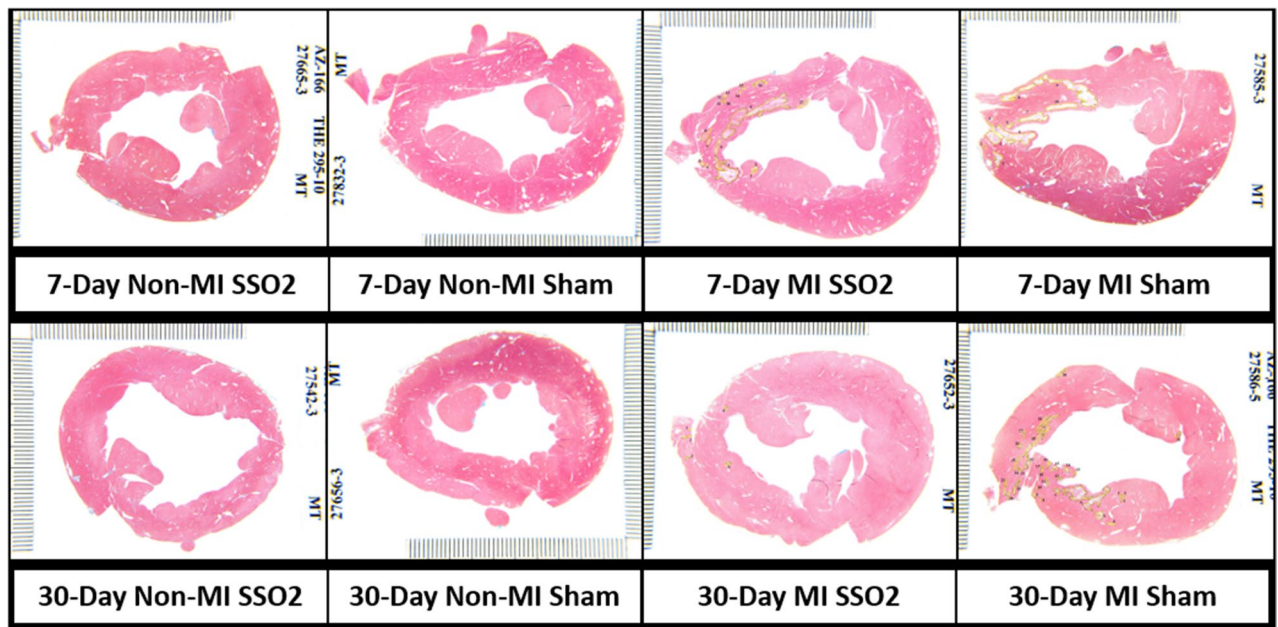 AZ-166
27665-3
THE 295-10
MT
MT
27832-3
27585-3
MT
7-Day Non-MI SSO2
7-Day Non-MI Sham
7-Day MI SSO2
7-Day MI Sham
27542-3
MT
MT
27656-3
27652-3
MT
27586-5
MT
30-Day Non-MI SSO2
30-Day Non-MI Sham
30-Day MI SSO2
30-Day MI Sham